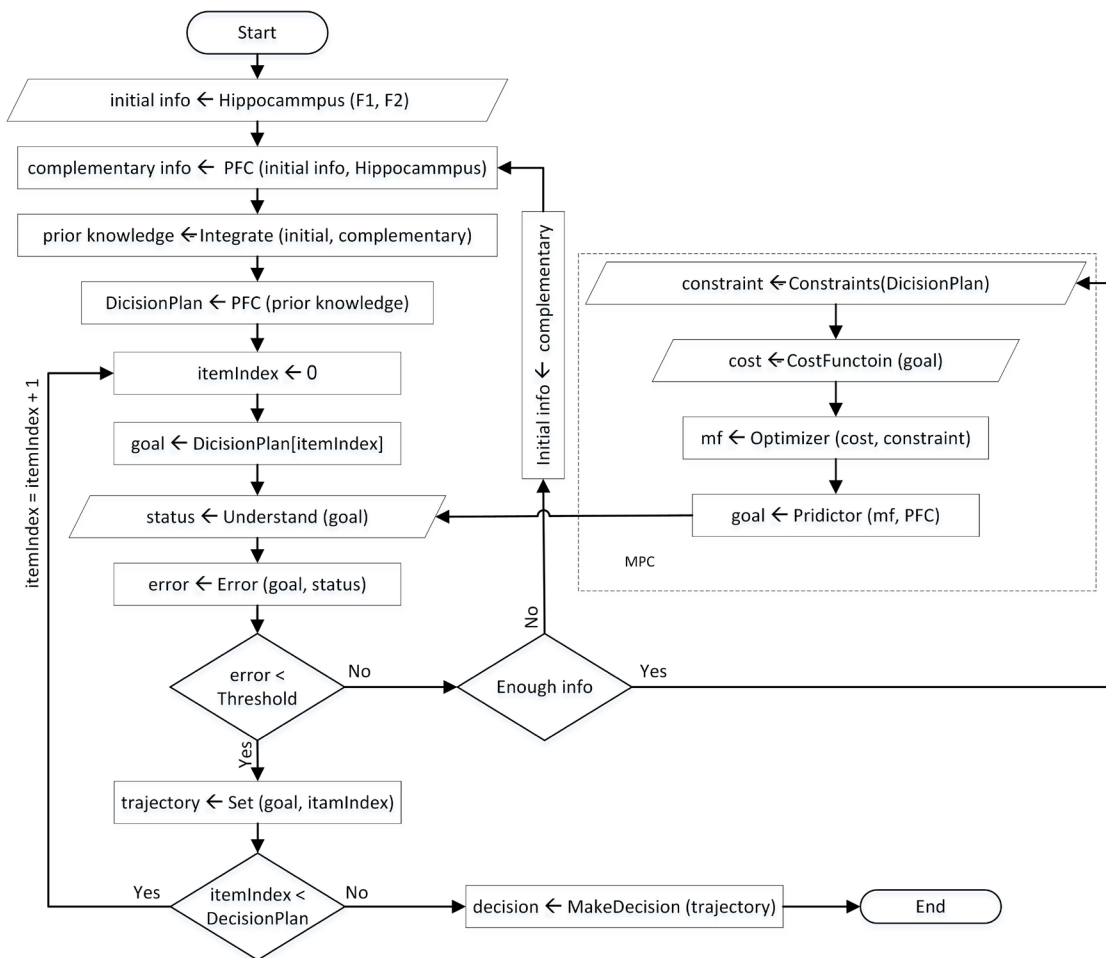 Start
initial info ← Hippocammpus (F1, F2)
complementary info ← PFC (initial info, Hippocammpus)
prior knowledge ← Integrate (initial, complementary)
DicisionPlan ← PFC (prior knowledge)
itemIndex ← 0
goal ← DicisionPlan[itemIndex]
status ← Understand (goal)
error ← Error (goal, status)
error <
Threshold
No
Yes
Enough info
No
Yes
Initial info ← complementary
constraint ← Constraints(DicisionPlan)
cost ← CostFunctoin (goal)
mf ← Optimizer (cost, constraint)
goal ← Pridictor (mf, PFC)
MPC
trajectory ← Set (goal, itamIndex)
itemIndex <
DecisionPlan
Yes
itemIndex = itemIndex + 1
No
decision ← MakeDecision (trajectory)
End